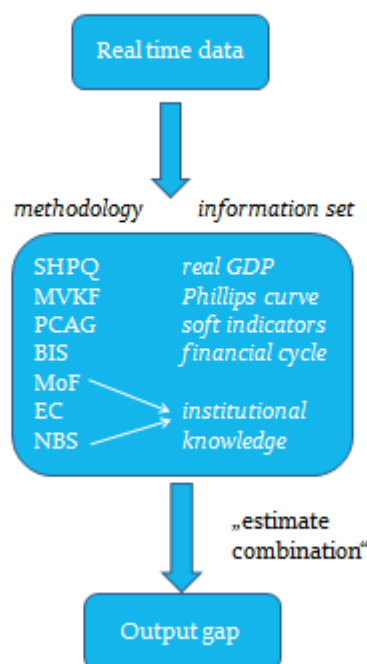 Real time data
methodology information set
SHPQ real GDP
MVKF Phillips curve
PCAG soft indicators
BIS financial cycle
MoF
EC institutional
NBS knowledge
„estimate
combination“
Output gap